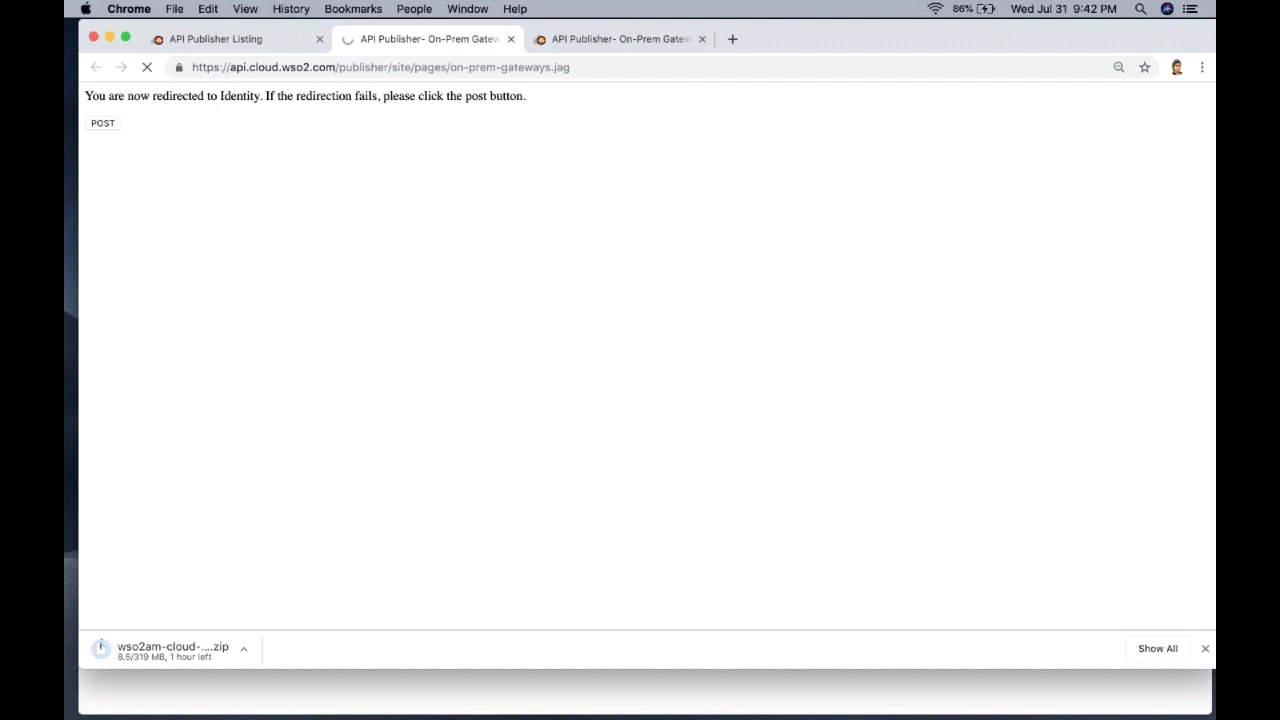 Chrome File Edit View History Bookmarks People Window Help 86% Wed Jul 31 9:42 PM
API Publisher Listing API Publisher- On-Prem Gatew API Publisher- On-Prem Gatew
https://api.cloud.wso2.com/publisher/site/pages/on-prem-gateways.jag
You are now redirected to Identity. If the redirection fails, please click the post button.
POST
wso2am-cloud-....zip
8.5/319 MB, 1 hour left
Show All